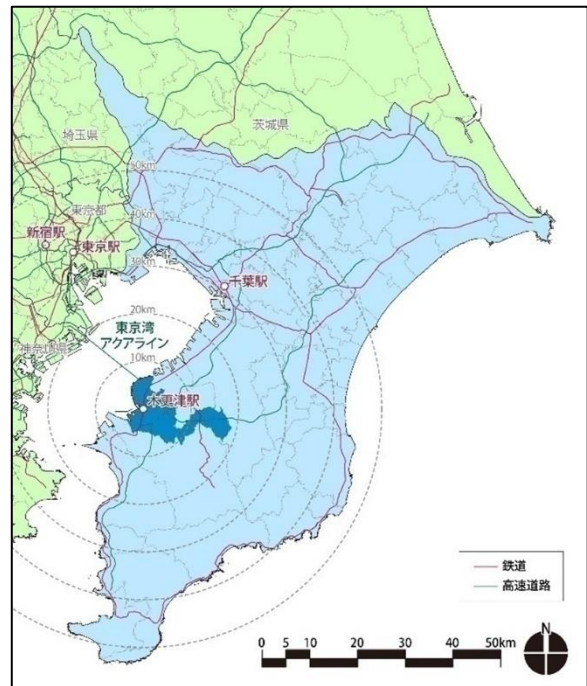 茨城県
埼玉県
50km
東京都
40km
新宿駅
東京駅
30km
千葉駅
20km
東京湾
アクアライン
神奈川県
10km
木更津駅
鉄道
高速道路
N
0 5 10 20 30 40 50km